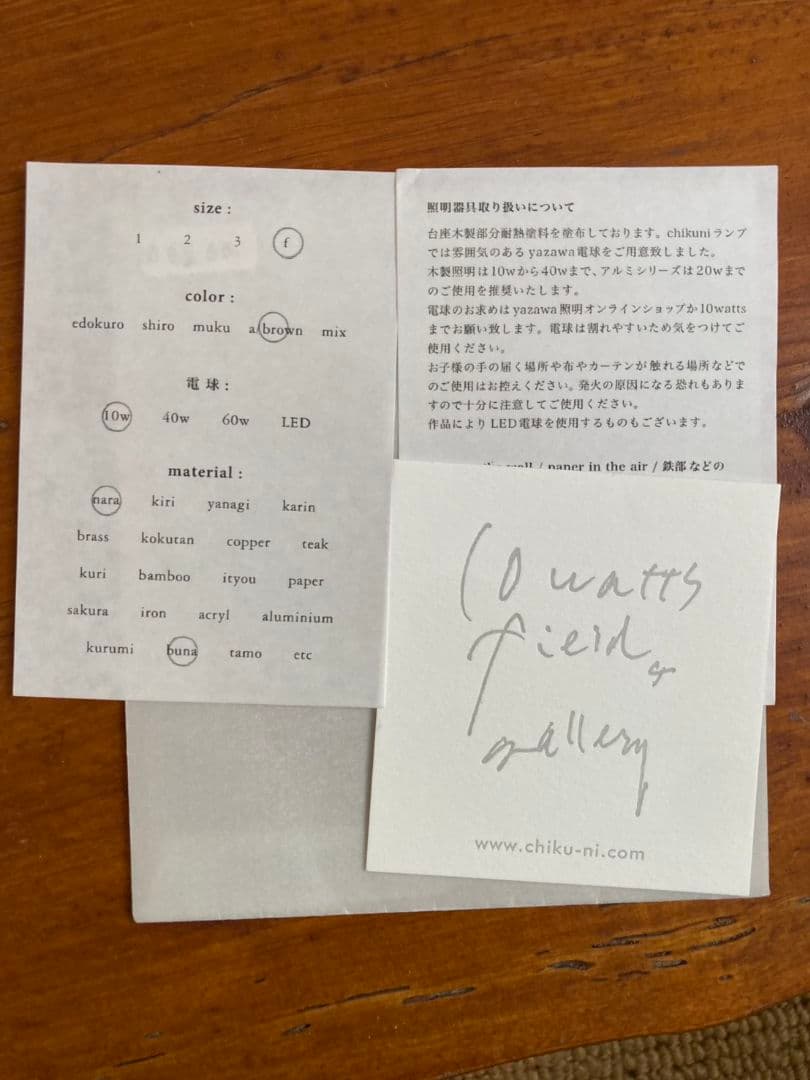 size :
1 2 3 f
color :
edokuro shiro muku a/brown mix
電球 :
10w 40w 60w LED
material :
nara kiri yanagi karin
brass kokutan copper teak
kuri bamboo ityou paper
sakura iron acryl aluminium
kurumi buna tamo etc
照明器具取り扱いについて
台座木製部分耐熱塗料を塗布しております。chikuniランプ
では雰囲気のあるyazawa電球をご用意致しました。
木製照明は10wから40wまで、アルミシリーズは20wまで
のご使用を推奨いたします。
電球のお求めはyazawa照明オンラインショップか10watts
までお願い致します。電球は割れやすいため気をつけてご
使用ください。
お子様の手の届く場所や布やカーテンが触れる場所などで
のご使用はお控えください。発火の原因になる恐れもありま
すので十分に注意してご使用ください。
作品によりLED電球を使用するものもございます。
wall / paper in the air / 鉄部などの
10 watts
field
gallery
www.chiku-ni.com